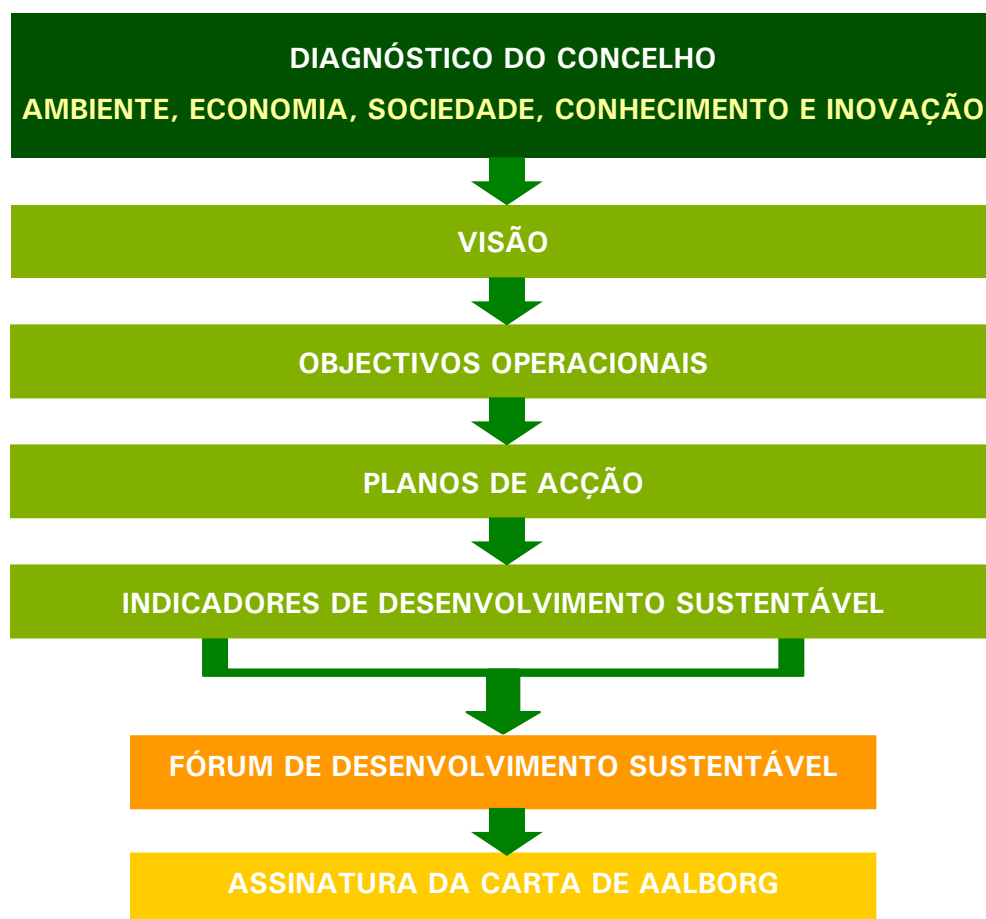 DIAGNÓSTICO DO CONCELHO
AMBIENTE, ECONOMIA, SOCIEDADE, CONHECIMENTO E INOVAÇÃO
VISÃO
OBJECTIVOS OPERACIONAIS
PLANOS DE ACÇÃO
INDICADORES DE DESENVOLVIMENTO SUSTENTÁVEL
FÓRUM DE DESENVOLVIMENTO SUSTENTÁVEL
ASSINATURA DA CARTA DE AALBORG